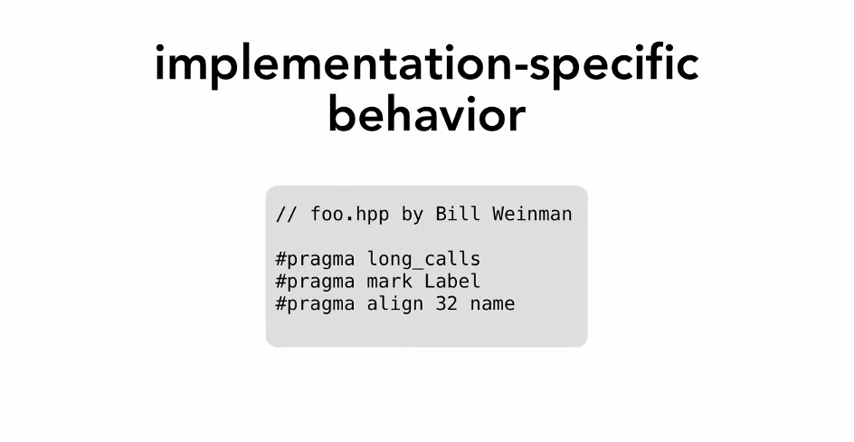 implementation-specific
behavior
// foo.hpp by Bill Weinman
#pragma long_calls
#pragma mark Label
#pragma align 32 name